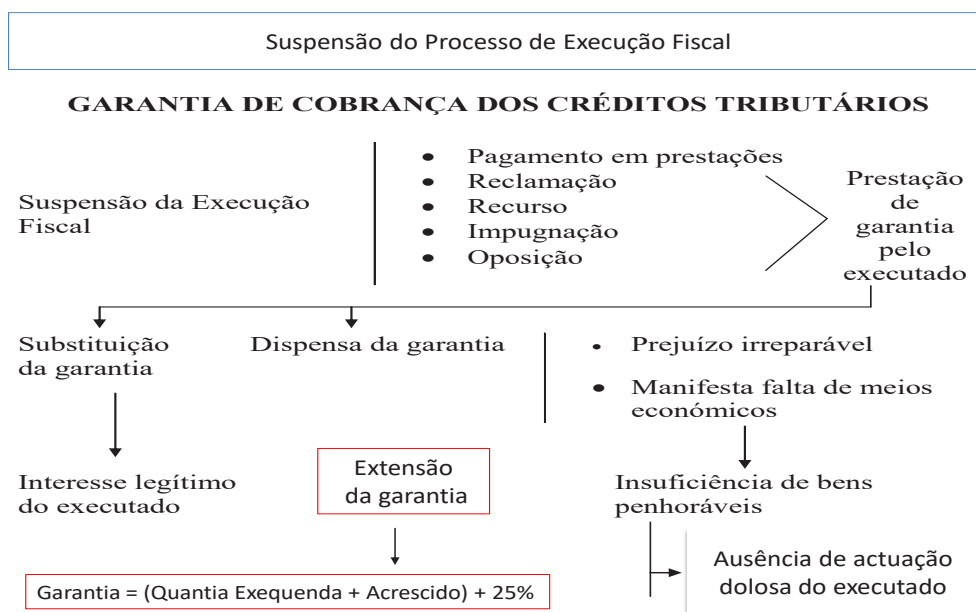 Suspensão do Processo de Execução Fiscal
GARANTIA DE COBRANÇA DOS CRÉDITOS TRIBUTÁRIOS
Suspensão da Execução
Fiscal
• Pagamento em prestações
• Reclamação
• Recurso
• Impugnação
• Oposição
Prestação
de
garantia
pelo
executado
Substituição
da garantia
Dispensa da garantia
• Prejuízo irreparável
• Manifesta falta de meios
económicos
Interesse legítimo
do executado
Extensão
da garantia
Insuficiência de bens
penhoráveis
Garantia = (Quantia Exequenda + Acrescido) + 25%
Ausência de actuação
dolosa do executado